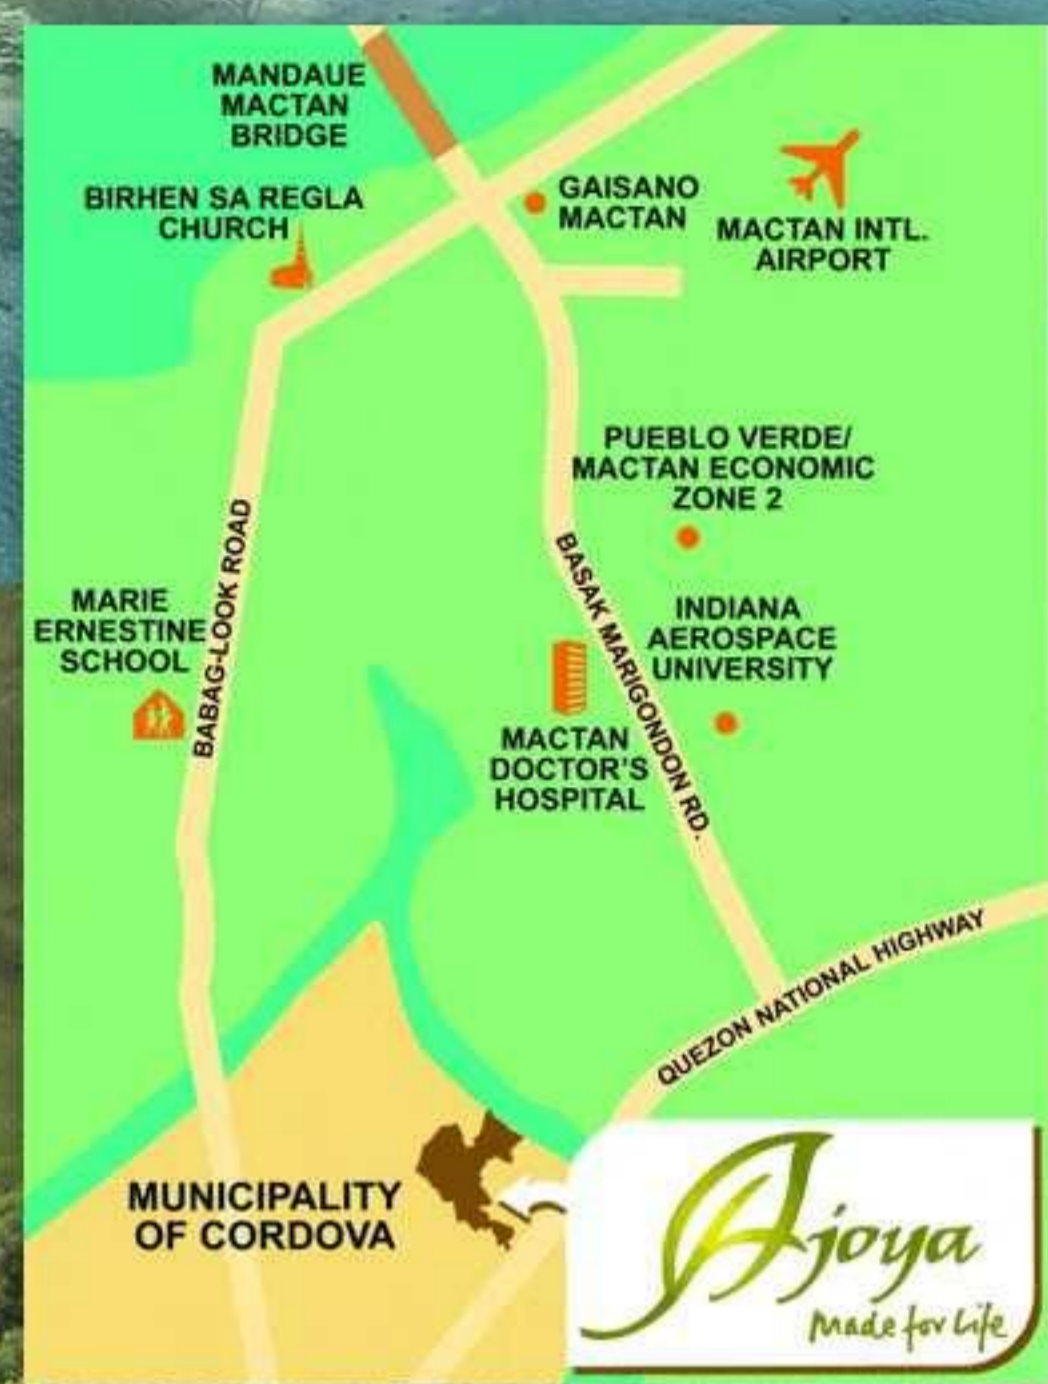 MANDAUE
MACTAN
BRIDGE
BIRHEN SA REGLA
CHURCH
GAISANO
MACTAN
MACTAN INTL.
AIRPORT
PUEBLO VERDE/
MACTAN ECONOMIC
ZONE 2
BABAG-LOOK ROAD
BASAK MARIGONDON RD.
MARIE
ERNESTINE
SCHOOL
INDIANA
AEROSPACE
UNIVERSITY
MACTAN
DOCTOR'S
HOSPITAL
QUEZON NATIONAL HIGHWAY
MUNICIPALITY
OF CORDOVA
Ajoya
Made for Life